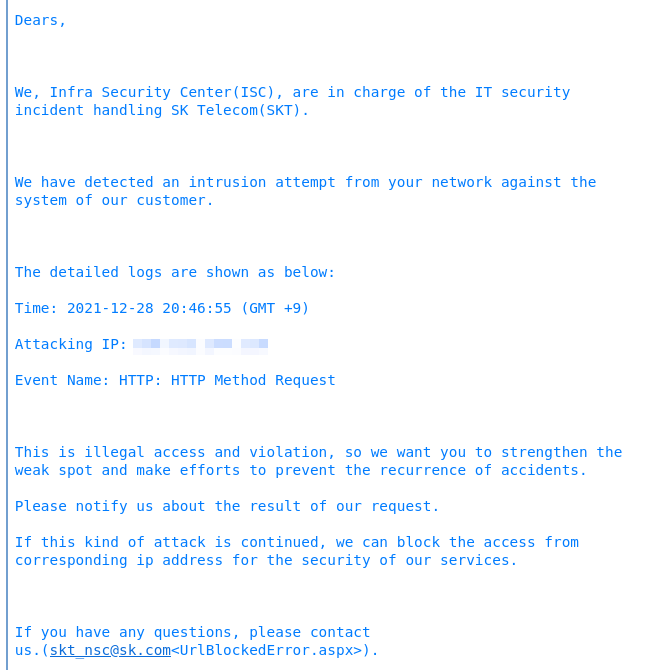 Dears,
We, Infra Security Center(ISC), are in charge of the IT security
incident handling SK Telecom(SKT).
We have detected an intrusion attempt from your network against the
system of our customer.
The detailed logs are shown as below:
Time: 2021-12-28 20:46:55 (GMT +9)
Attacking IP:
Event Name: HTTP: HTTP Method Request
This is illegal access and violation, so we want you to strengthen the
weak spot and make efforts to prevent the recurrence of accidents.
Please notify us about the result of our request.
If this kind of attack is continued, we can block the access from
corresponding ip address for the security of our services.
If you have any questions, please contact
us.(skt_nsc@sk.com<UrlBlockedError.aspx>).